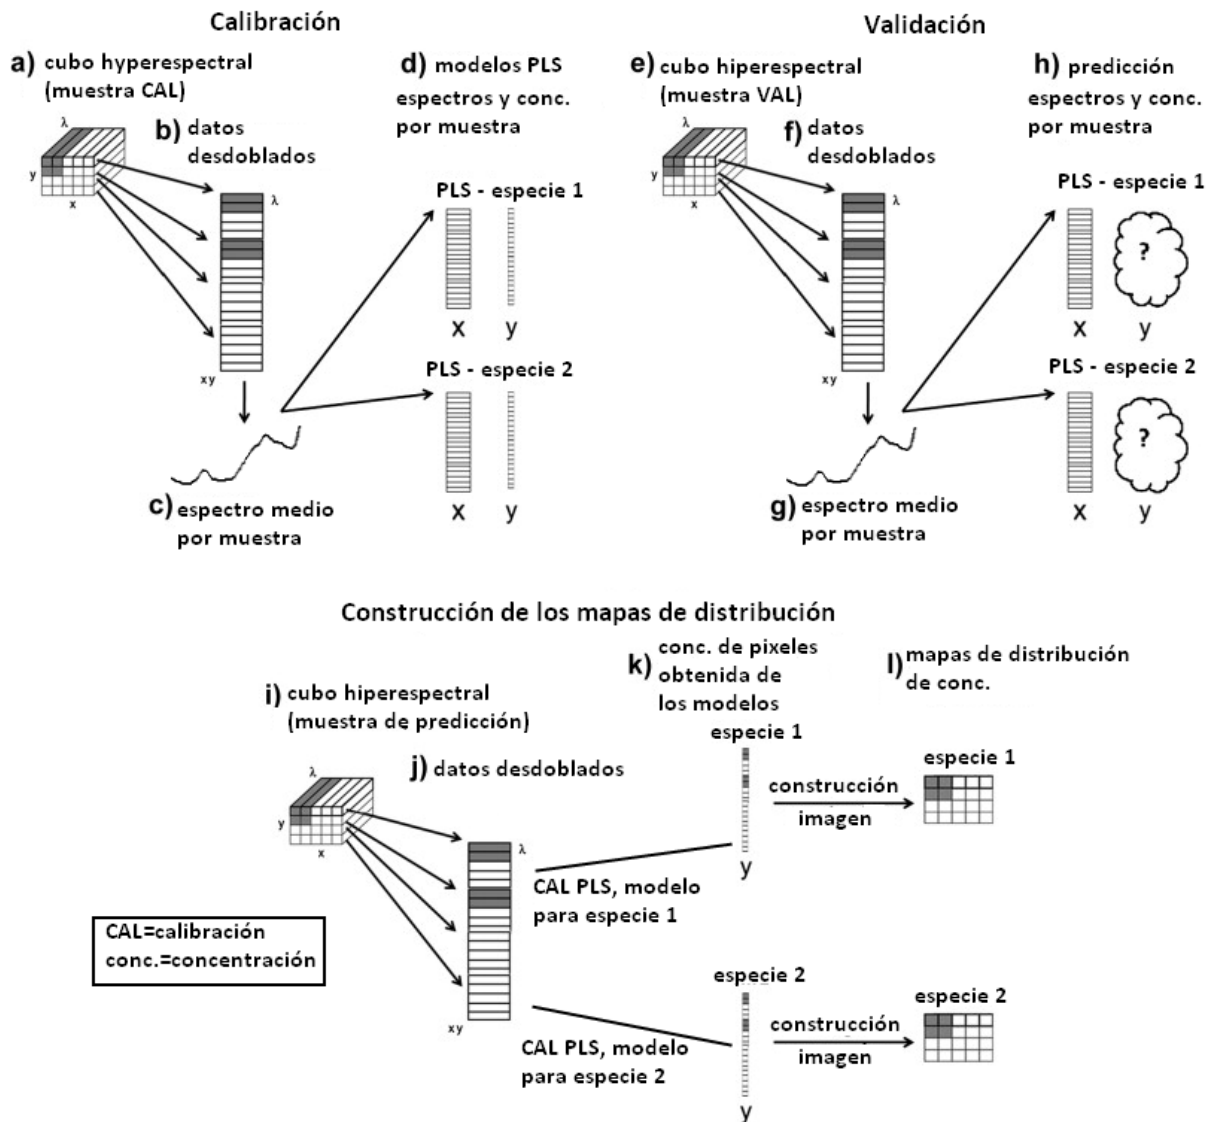 Calibración
a) cubo hyperespectral
(muestra CAL)
λ
y
x
b) datos
desdoblados
λ
xy
c) espectro medio
por muestra
d) modelos PLS
espectros y conc.
por muestra
PLS - especie 1
x y
PLS - especie 2
x y
Validación
e) cubo hiperespectral
(muestra VAL)
λ
y
x
f) datos
desdoblados
λ
xy
g) espectro medio
por muestra
h) predicción
espectros y conc.
por muestra
PLS - especie 1
?
x y
PLS - especie 2
?
x y
Construcción de los mapas de distribución
i) cubo hiperespectral
(muestra de predicción)
λ
y
x
j) datos desdoblados
λ
xy
CAL PLS, modelo
para especie 1
CAL PLS, modelo
para especie 2
k) conc. de pixeles
obtenida de
los modelos
especie 1
y
construcción
imagen
especie 2
y
construcción
imagen
l) mapas de distribución
de conc.
especie 1
especie 2
CAL=calibración
conc.=concentración